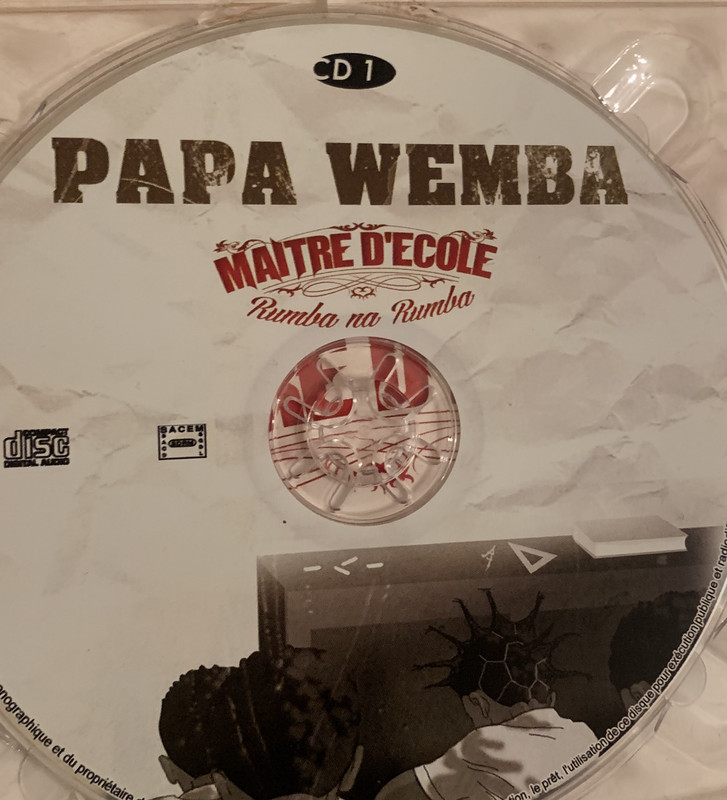 CD 1
PAPA WEMBA
MAITRE D'ECOLE
Rumba na Rumba
COMPACT
disc
DIGITAL AUDIO
SACEM
onographique et du propriétaire d
tion, le prêt, l'utilisation de ce disque pour exécution publique et radiodi